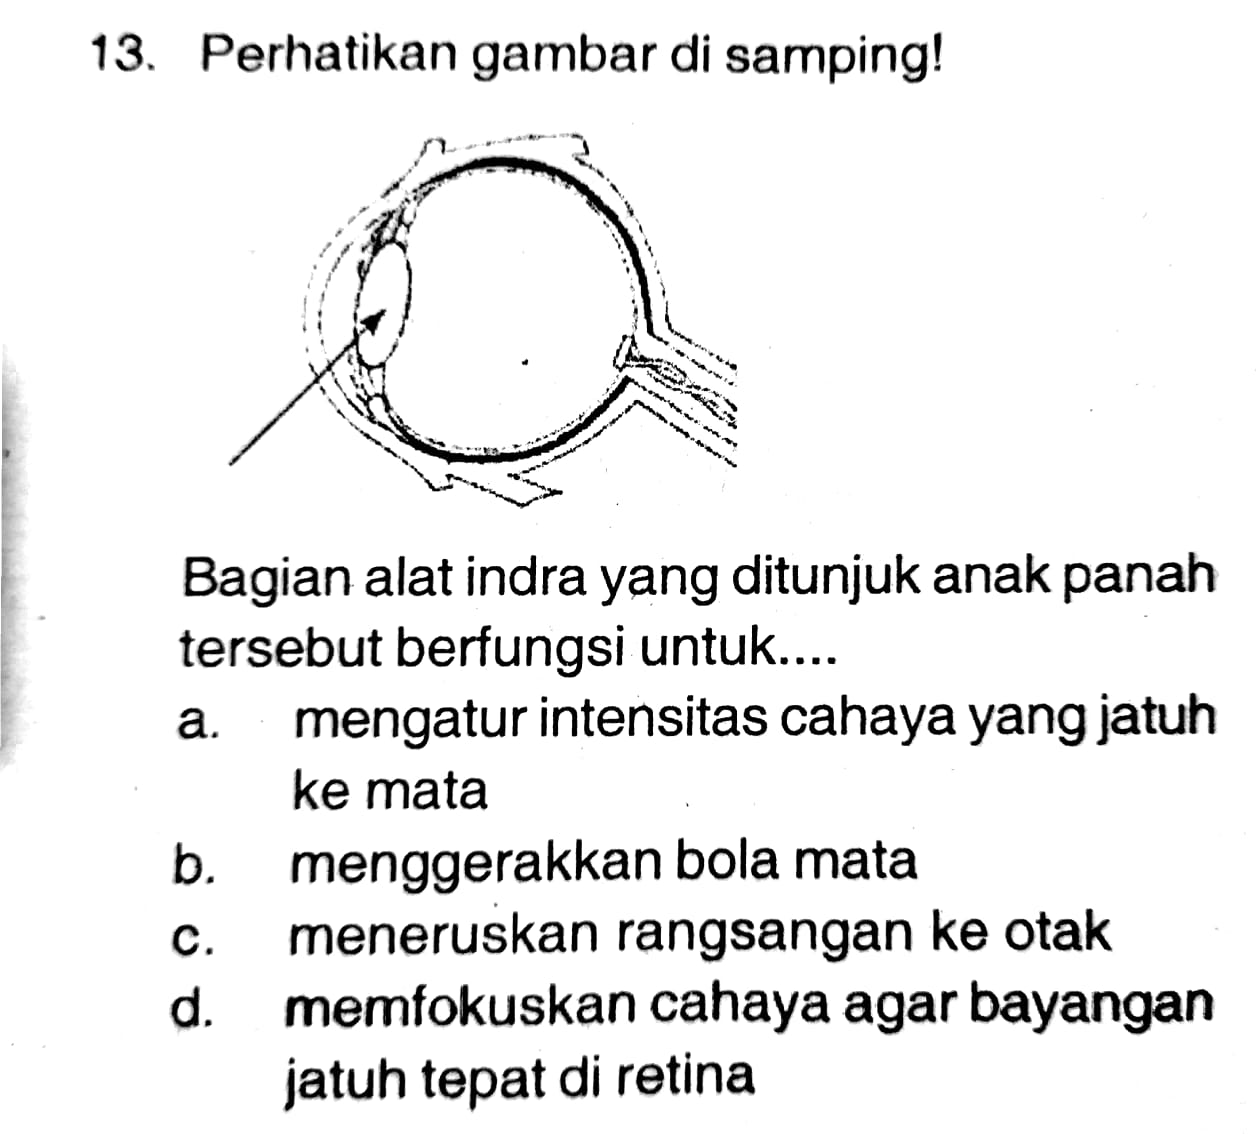 13. Perhatikan gambar di samping!
Bagian alat indra yang ditunjuk anak panah
tersebut berfungsi untuk....
a. mengatur intensitas cahaya yang jatuh
ke mata
b. menggerakkan bola mata
c. meneruskan rangsangan ke otak
d. memfokuskan cahaya agar bayangan
jatuh tepat di retina